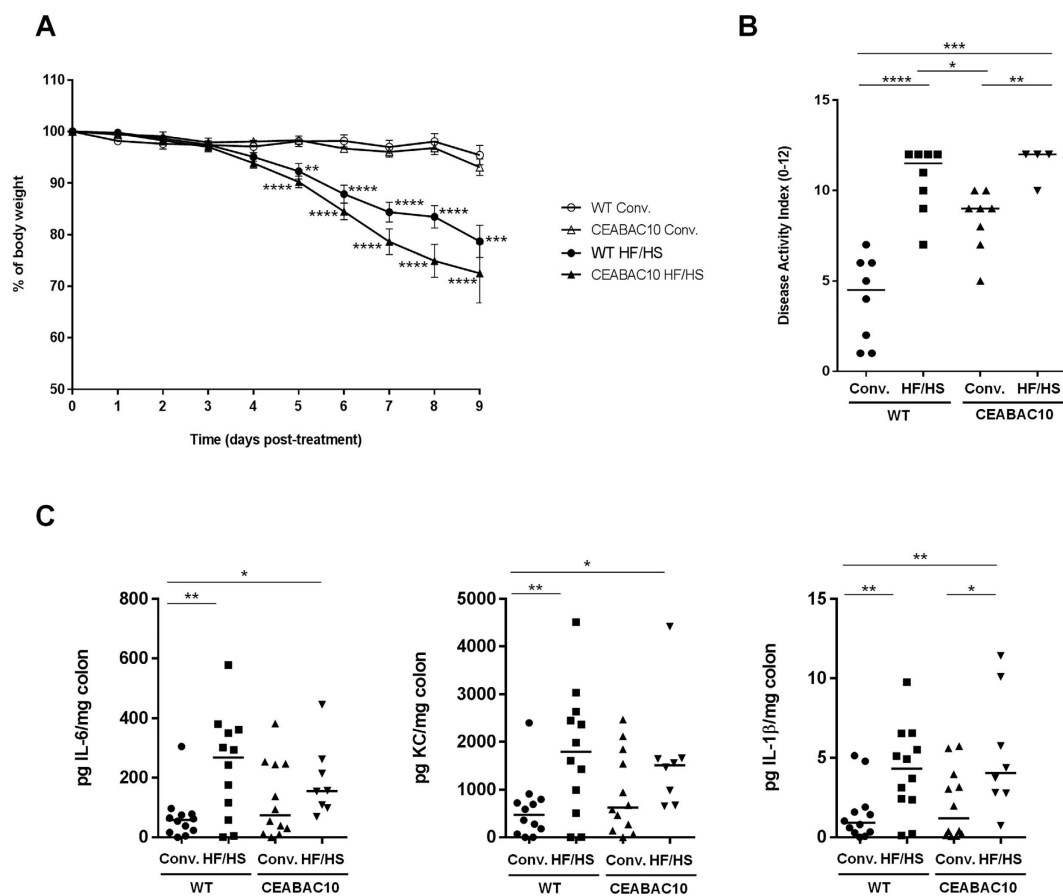 A
% of body weight
110
100
90
80
70
60
50
0 1 2 3 4 5 6 7 8 9
Time (days post-treatment)
**
****
****
****
***
****
****
****
****
****
WT Conv.
CEABAC10 Conv.
WT HF/HS
CEABAC10 HF/HS
B
***
*
****
**
Disease Activity Index (0-12)
15
10
5
0
Conv. HF/HS Conv. HF/HS
WT CEABAC10
C
*
**
pg IL-6/mg colon
800
600
400
200
0
Conv. HF/HS Conv. HF/HS
WT CEABAC10
*
**
pg KC/mg colon
5000
4000
3000
2000
1000
0
Conv. HF/HS Conv. HF/HS
WT CEABAC10
**
**
*
pg IL-1β/mg colon
15
10
5
0
Conv. HF/HS Conv. HF/HS
WT CEABAC10